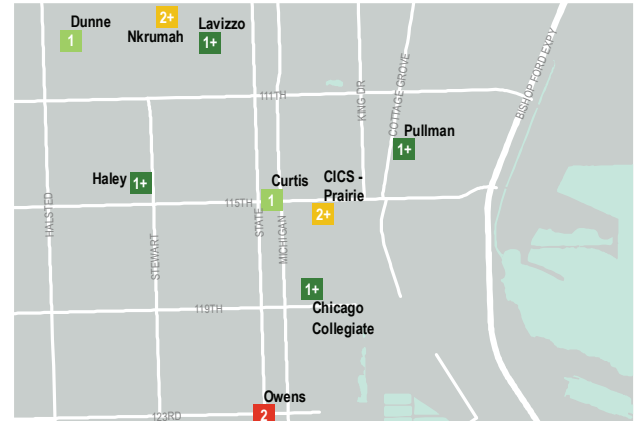 Dunne
1
2+
Nkrumah
Lavizzo
1+
111TH
KING DR
COTTAGE GROVE
BISHOP FORD EXPY
Pullman
1+
Haley
1+
Curtis
1
CICS -
Prairie
2+
115TH
HALSTED
STEWART
STATE
MICHIGAN
1+
Chicago
Collegiate
119TH
Owens
2
123RD